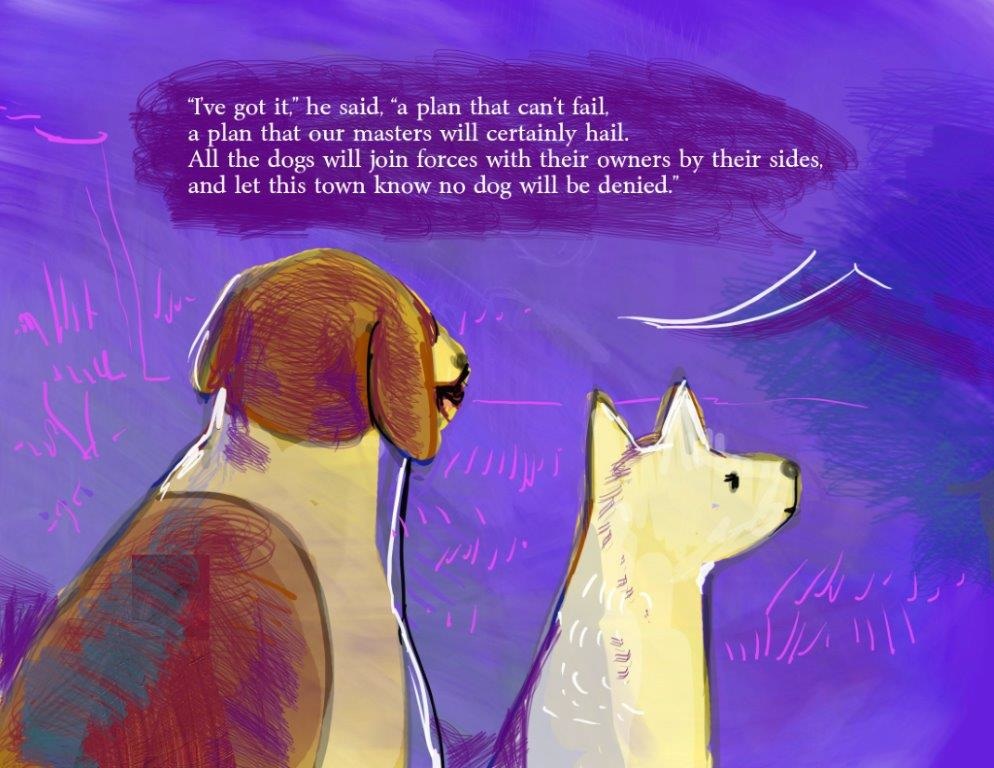 “I’ve got it,” he said, “a plan that can’t fail,
a plan that our masters will certainly hail.
All the dogs will join forces with their owners by their sides,
and let this town know no dog will be denied.”